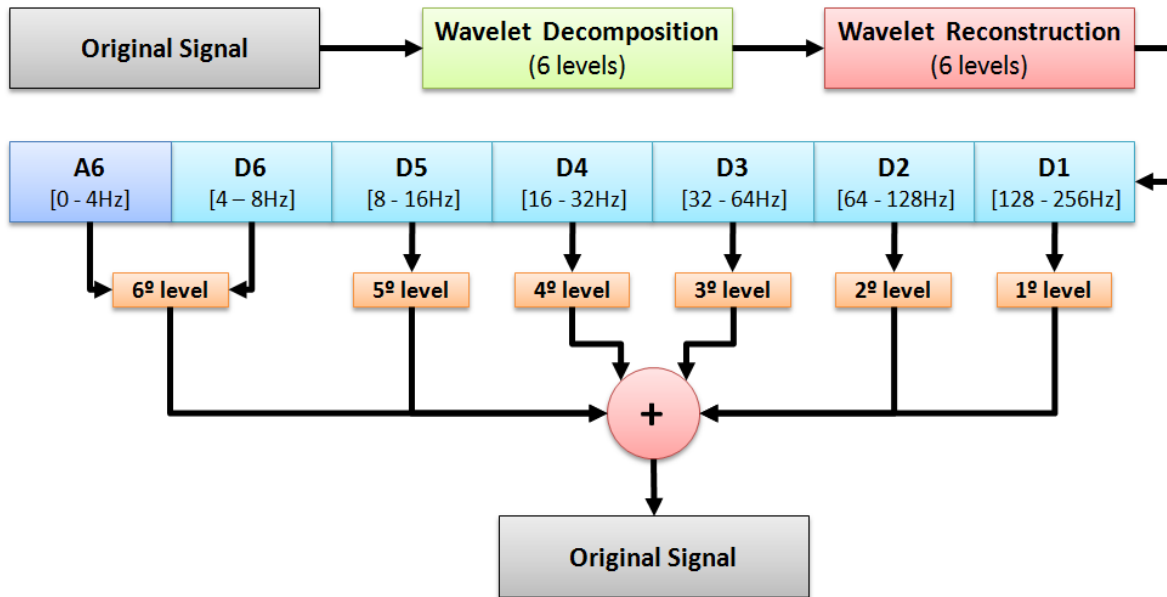 Original Signal
Wavelet Decomposition
(6 levels)
Wavelet Reconstruction
(6 levels)
A6
[0 - 4Hz]
D6
[4 – 8Hz]
D5
[8 - 16Hz]
D4
[16 - 32Hz]
D3
[32 - 64Hz]
D2
[64 - 128Hz]
D1
[128 - 256Hz]
6º level
5º level
4º level
3º level
2º level
1º level
+
Original Signal